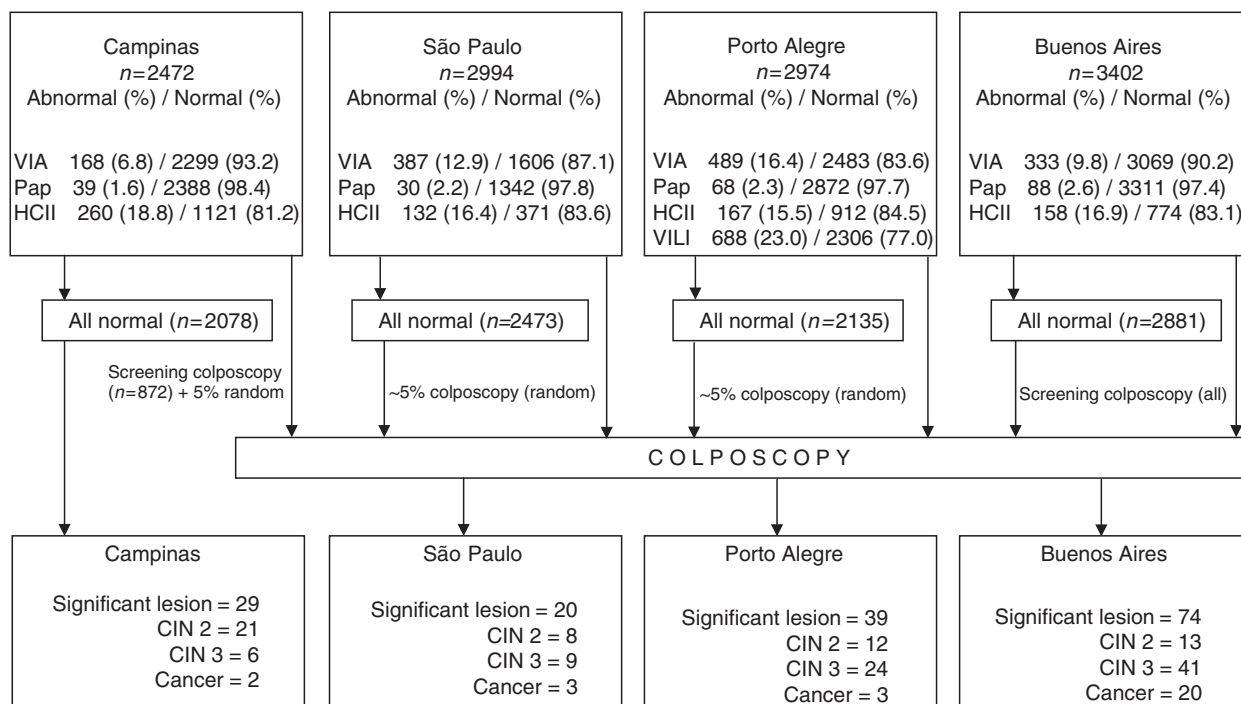 Campinas
n=2472
Abnormal (%) / Normal (%)
VIA 168 (6.8) / 2299 (93.2)
Pap 39 (1.6) / 2388 (98.4)
HCII 260 (18.8) / 1121 (81.2)
São Paulo
n=2994
Abnormal (%) / Normal (%)
VIA 387 (12.9) / 1606 (87.1)
Pap 30 (2.2) / 1342 (97.8)
HCII 132 (16.4) / 371 (83.6)
Porto Alegre
n=2974
Abnormal (%) / Normal (%)
VIA 489 (16.4) / 2483 (83.6)
Pap 68 (2.3) / 2872 (97.7)
HCII 167 (15.5) / 912 (84.5)
VILI 688 (23.0) / 2306 (77.0)
Buenos Aires
n=3402
Abnormal (%) / Normal (%)
VIA 333 (9.8) / 3069 (90.2)
Pap 88 (2.6) / 3311 (97.4)
HCII 158 (16.9) / 774 (83.1)
All normal (n=2078)
All normal (n=2473)
All normal (n=2135)
All normal (n=2881)
Screening colposcopy
(n=872) + 5% random
~5% colposcopy (random)
~5% colposcopy (random)
Screening colposcopy (all)
COLPOSCOPY
Campinas
Significant lesion = 29
CIN 2 = 21
CIN 3 = 6
Cancer = 2
São Paulo
Significant lesion = 20
CIN 2 = 8
CIN 3 = 9
Cancer = 3
Porto Alegre
Significant lesion = 39
CIN 2 = 12
CIN 3 = 24
Cancer = 3
Buenos Aires
Significant lesion = 74
CIN 2 = 13
CIN 3 = 41
Cancer = 20